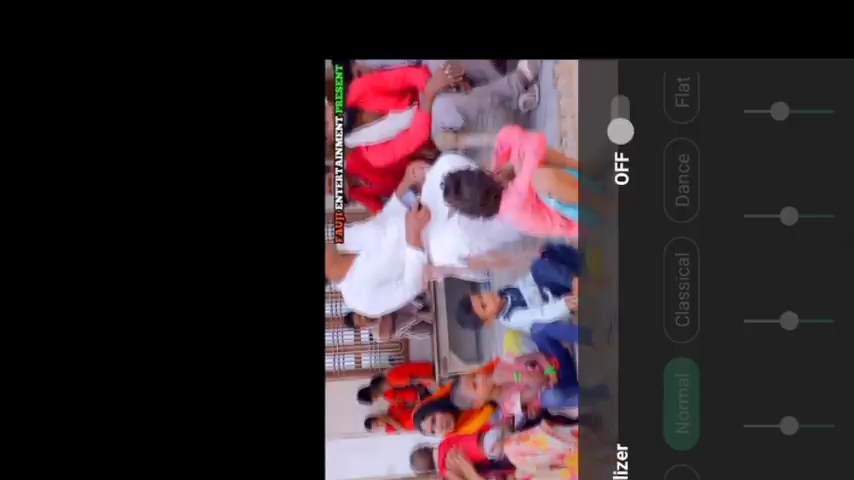 FAUJI ENTERTAINMENT PRESENT
lizer OFF
Normal Classical Dance Flat